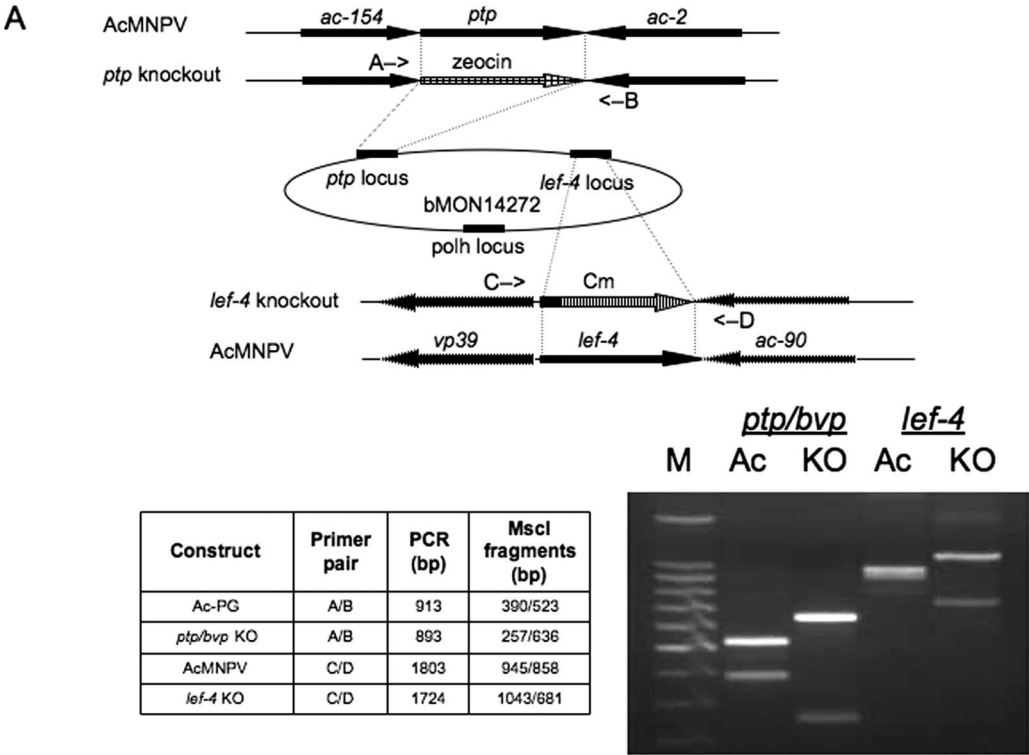 A
ac-154 ptp ac-2
AcMNPV
A–> zeocin
ptp knockout
<–B
ptp locus lef-4 locus
bMON14272
polh locus
C–> Cm
lef-4 knockout
<–D
vp39 lef-4 ac-90
AcMNPV
ptp/bvp lef-4
M Ac KO Ac KO
Construct Primer pair PCR (bp) MscI fragments (bp)
Ac-PG A/B 913 390/523
ptp/bvp KO A/B 893 257/636
AcMNPV C/D 1803 945/858
lef-4 KO C/D 1724 1043/681